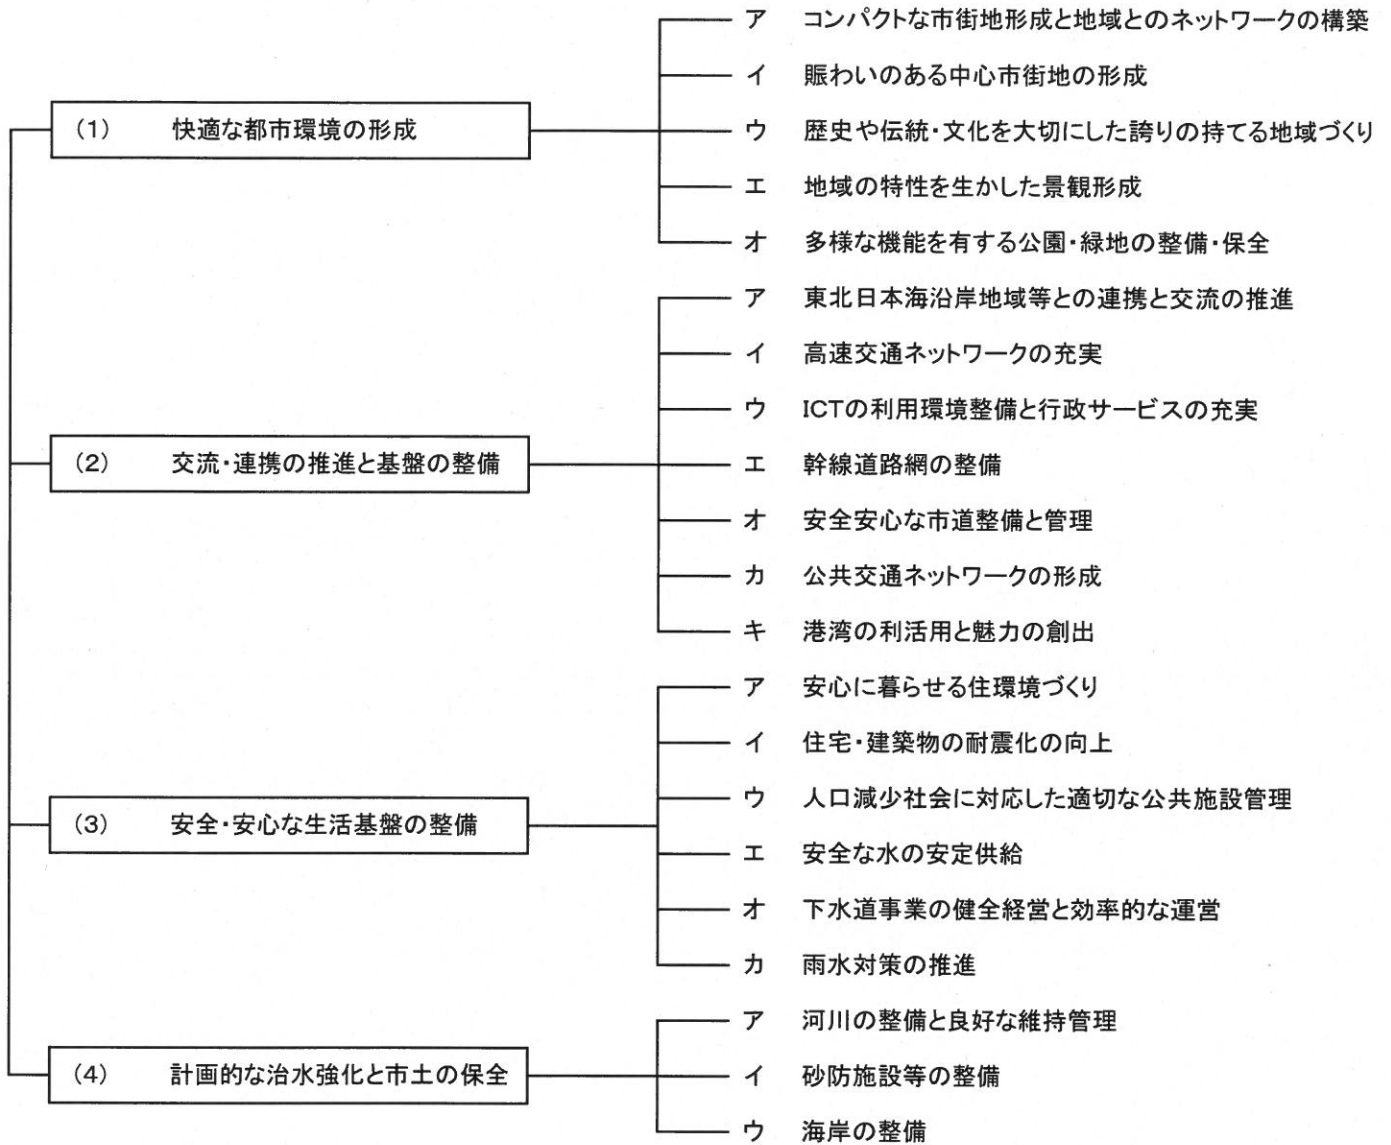 ア コンパクトな市街地形成と地域とのネットワークの構築
イ 賑わいのある中心市街地の形成
(1) 快適な都市環境の形成
ウ 歴史や伝統・文化を大切にした誇りの持てる地域づくり
エ 地域の特性を生かした景観形成
オ 多様な機能を有する公園・緑地の整備・保全
ア 東北日本海沿岸地域等との連携と交流の推進
イ 高速交通ネットワークの充実
ウ ICTの利用環境整備と行政サービスの充実
(2) 交流・連携の推進と基盤の整備
エ 幹線道路網の整備
オ 安全安心な市道整備と管理
カ 公共交通ネットワークの形成
キ 港湾の利活用と魅力の創出
ア 安心に暮らせる住環境づくり
イ 住宅・建築物の耐震化の向上
ウ 人口減少社会に対応した適切な公共施設管理
(3) 安全・安心な生活基盤の整備
エ 安全な水の安定供給
オ 下水道事業の健全経営と効率的な運営
カ 雨水対策の推進
ア 河川の整備と良好な維持管理
(4) 計画的な治水強化と市土の保全
イ 砂防施設等の整備
ウ 海岸の整備